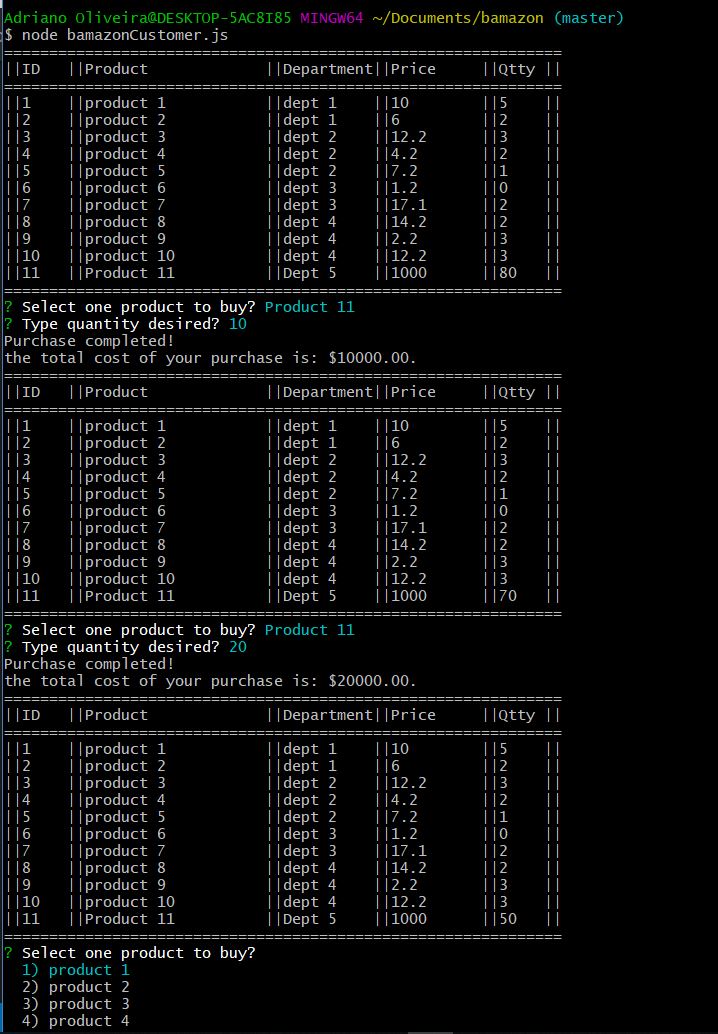 Adriano Oliveira@DESKTOP-5AC8I85 MINGW64 ~/Documents/bamazon (master)
$ node bamazonCustomer.js
==============================================================
||ID   ||Product             ||Department||Price     ||Qtty ||
==============================================================
||1    ||product 1           ||dept 1    ||10        ||5    ||
||2    ||product 2           ||dept 1    ||6         ||2    ||
||3    ||product 3           ||dept 2    ||12.2      ||3    ||
||4    ||product 4           ||dept 2    ||4.2       ||2    ||
||5    ||product 5           ||dept 2    ||7.2       ||1    ||
||6    ||product 6           ||dept 3    ||1.2       ||0    ||
||7    ||product 7           ||dept 3    ||17.1      ||2    ||
||8    ||product 8           ||dept 4    ||14.2      ||2    ||
||9    ||product 9           ||dept 4    ||2.2       ||3    ||
||10   ||product 10          ||dept 4    ||12.2      ||3    ||
||11   ||Product 11          ||Dept 5    ||1000      ||80   ||
==============================================================
? Select one product to buy? Product 11
? Type quantity desired? 10
Purchase completed!
the total cost of your purchase is: $10000.00.
==============================================================
||ID   ||Product             ||Department||Price     ||Qtty ||
==============================================================
||1    ||product 1           ||dept 1    ||10        ||5    ||
||2    ||product 2           ||dept 1    ||6         ||2    ||
||3    ||product 3           ||dept 2    ||12.2      ||3    ||
||4    ||product 4           ||dept 2    ||4.2       ||2    ||
||5    ||product 5           ||dept 2    ||7.2       ||1    ||
||6    ||product 6           ||dept 3    ||1.2       ||0    ||
||7    ||product 7           ||dept 3    ||17.1      ||2    ||
||8    ||product 8           ||dept 4    ||14.2      ||2    ||
||9    ||product 9           ||dept 4    ||2.2       ||3    ||
||10   ||product 10          ||dept 4    ||12.2      ||3    ||
||11   ||Product 11          ||Dept 5    ||1000      ||70   ||
==============================================================
? Select one product to buy? Product 11
? Type quantity desired? 20
Purchase completed!
the total cost of your purchase is: $20000.00.
==============================================================
||ID   ||Product             ||Department||Price     ||Qtty ||
==============================================================
||1    ||product 1           ||dept 1    ||10        ||5    ||
||2    ||product 2           ||dept 1    ||6         ||2    ||
||3    ||product 3           ||dept 2    ||12.2      ||3    ||
||4    ||product 4           ||dept 2    ||4.2       ||2    ||
||5    ||product 5           ||dept 2    ||7.2       ||1    ||
||6    ||product 6           ||dept 3    ||1.2       ||0    ||
||7    ||product 7           ||dept 3    ||17.1      ||2    ||
||8    ||product 8           ||dept 4    ||14.2      ||2    ||
||9    ||product 9           ||dept 4    ||2.2       ||3    ||
||10   ||product 10          ||dept 4    ||12.2      ||3    ||
||11   ||Product 11          ||Dept 5    ||1000      ||50   ||
==============================================================
? Select one product to buy?
  1) product 1
  2) product 2
  3) product 3
  4) product 4